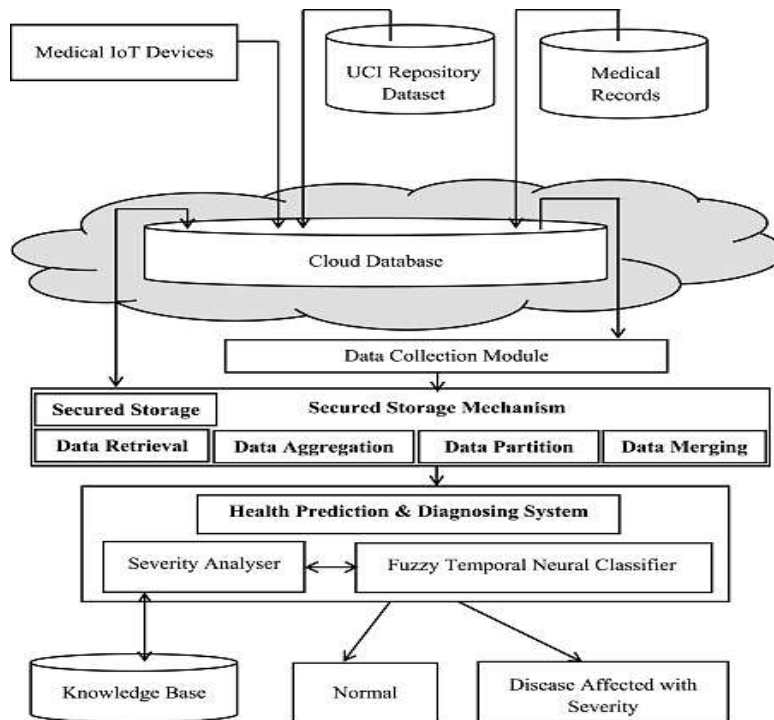 Medical IoT Devices
UCI Repository
Dataset
Medical
Records
Cloud Database
Data Collection Module
Secured Storage
Secured Storage Mechanism
Data Retrieval
Data Aggregation
Data Partition
Data Merging
Health Prediction & Diagnosing System
Severity Analyser
Fuzzy Temporal Neural Classifier
Knowledge Base
Normal
Disease Affected with
Severity